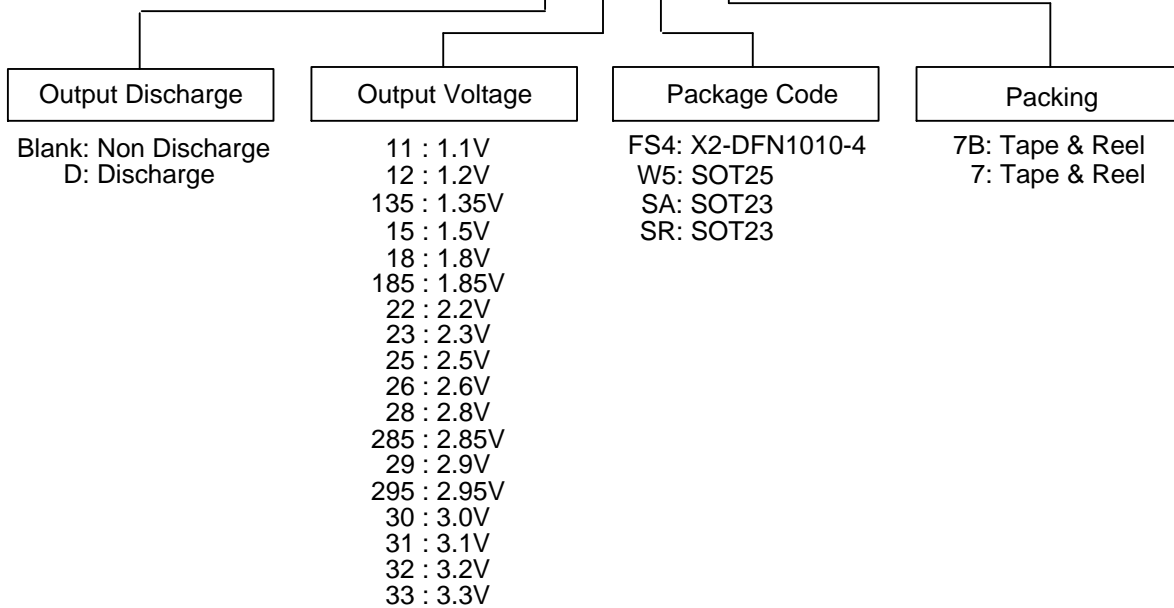 Output Discharge
Blank: Non Discharge
D: Discharge
Output Voltage
11 : 1.1V
12 : 1.2V
135 : 1.35V
15 : 1.5V
18 : 1.8V
185 : 1.85V
22 : 2.2V
23 : 2.3V
25 : 2.5V
26 : 2.6V
28 : 2.8V
285 : 2.85V
29 : 2.9V
295 : 2.95V
30 : 3.0V
31 : 3.1V
32 : 3.2V
33 : 3.3V
Package Code
FS4: X2-DFN1010-4
W5: SOT25
SA: SOT23
SR: SOT23
Packing
7B: Tape & Reel
7: Tape & Reel